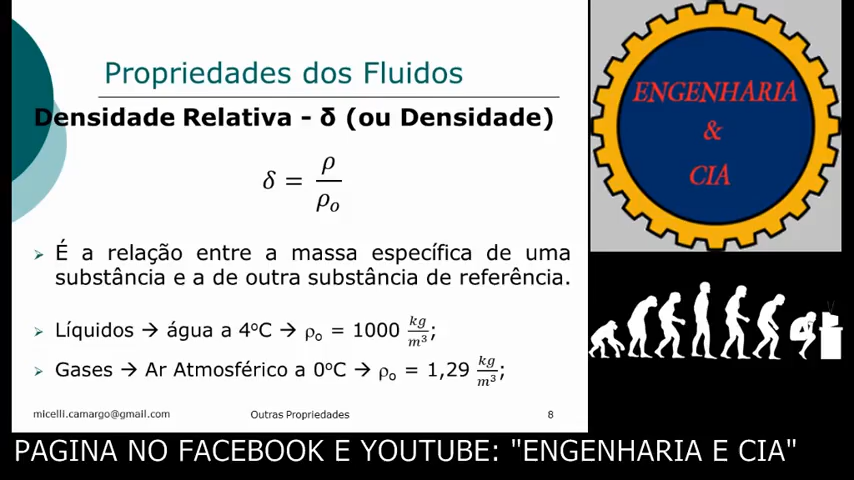 Propriedades dos Fluidos
Densidade Relativa - δ (ou Densidade)
δ = ρ / ρₒ
➢ É a relação entre a massa específica de uma
substância e a de outra substância de referência.
➢ Líquidos → água a 4ºC → ρₒ = 1000 kg/m³;
➢ Gases → Ar Atmosférico a 0ºC → ρₒ = 1,29 kg/m³;
micelli.camargo@gmail.com Outras Propriedades 8
ENGENHARIA
&
CIA
PAGINA NO FACEBOOK E YOUTUBE: "ENGENHARIA E CIA"